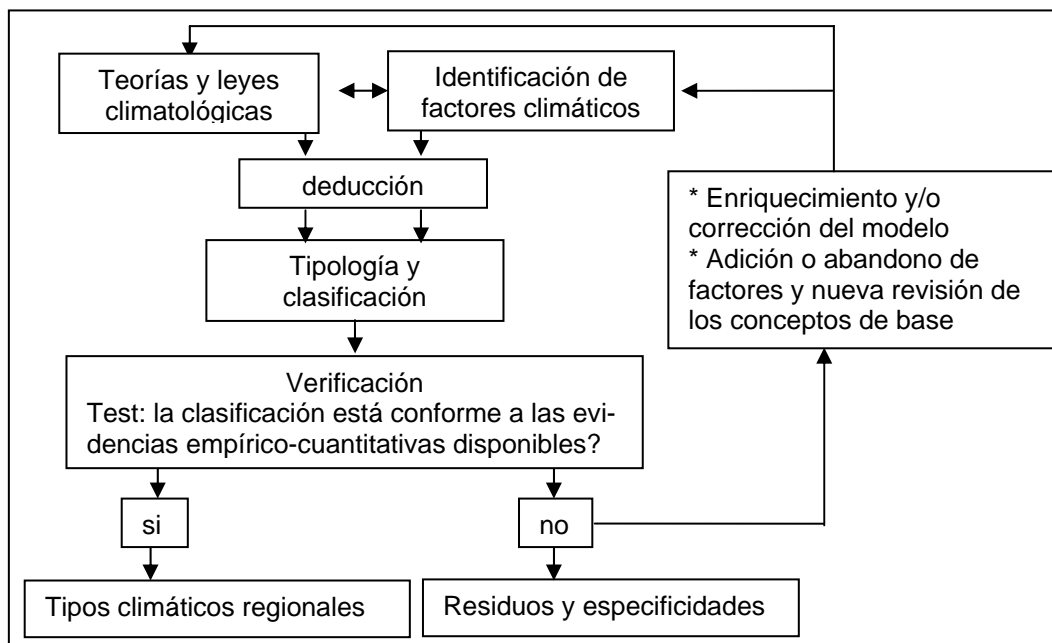 Teorías y leyes
climatológicas
Identificación de
factores climáticos
deducción
Tipología y
clasificación
* Enriquecimiento y/o
corrección del modelo
* Adición o abandono de
factores y nueva revisión de
los conceptos de base
Verificación
Test: la clasificación está conforme a las evi-
dencias empírico-cuantitativas disponibles?
si
no
Tipos climáticos regionales
Residuos y especificidades